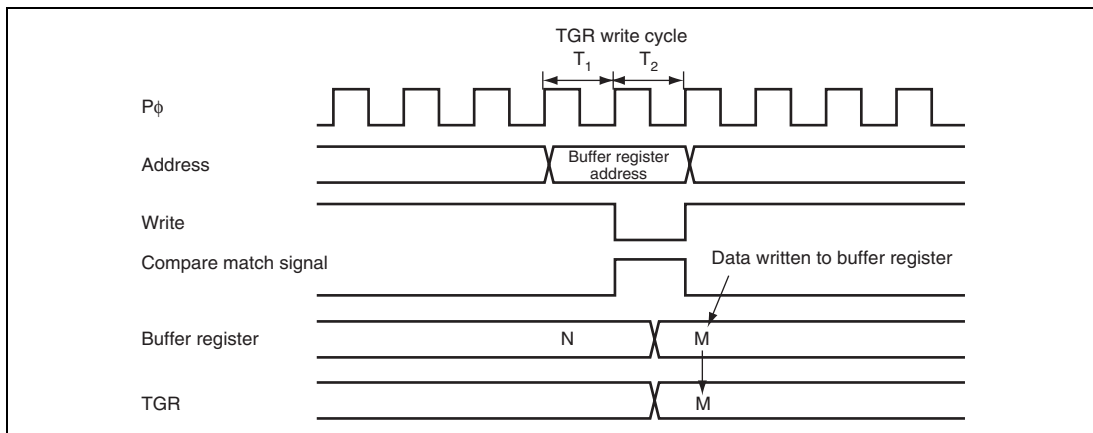 TGR write cycle
T1 T2
Pϕ
Address
Buffer register
address
Write
Compare match signal
Data written to buffer register
Buffer register
N
M
TGR
M